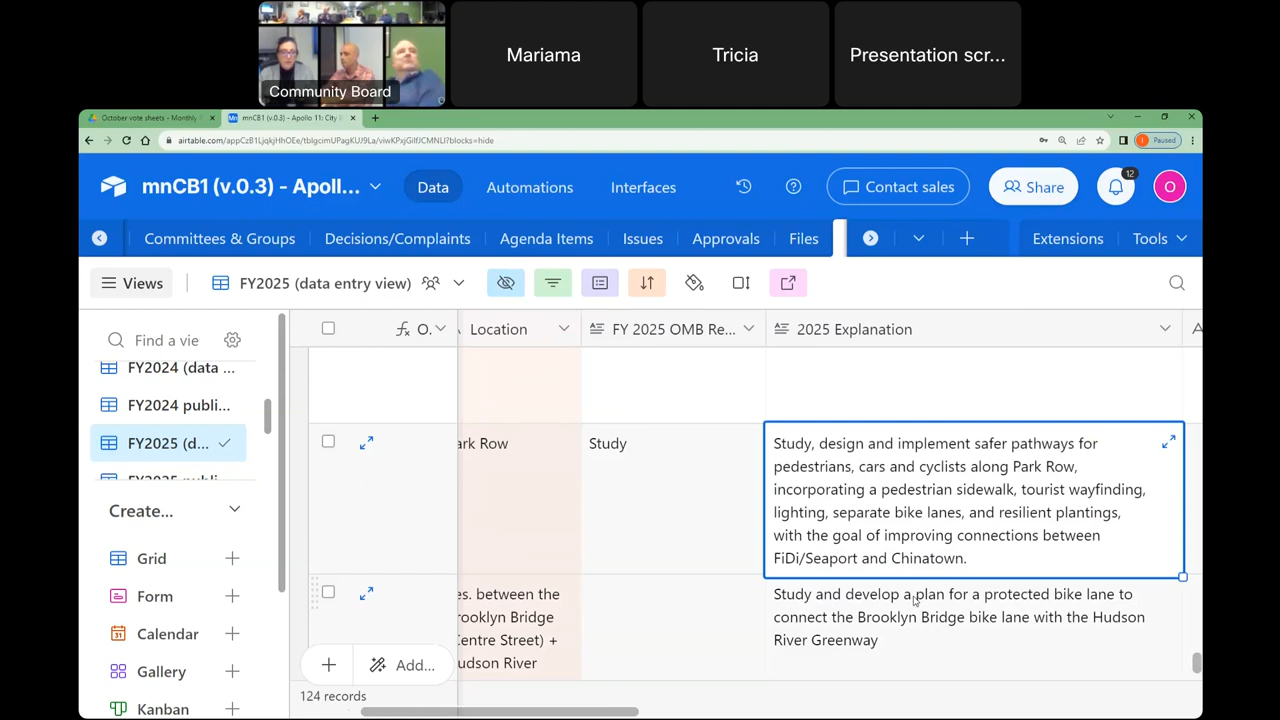 Community Board
Mariama
Tricia
Presentation scr...
October vote sheets - Monthly
mnCB1 (v.0.3) - Apollo 11: City B
Paused
mnCB1 (v.0.3) - Apoll...
Data
Automations
Interfaces
Contact sales
Share
12
O
Committees & Groups
Decisions/Complaints
Agenda Items
Issues
Approvals
Files
Extensions
Tools
Views
FY2025 (data entry view)
Find a vie
FY2024 (data ...
FY2024 publi...
FY2025 (d...
Create...
Grid
Form
Calendar
Gallery
Kanban
O.
Location
FY 2025 OMB Re...
2025 Explanation
ark Row
Study
Study, design and implement safer pathways for
pedestrians, cars and cyclists along Park Row,
incorporating a pedestrian sidewalk, tourist wayfinding,
lighting, separate bike lanes, and resilient plantings,
with the goal of improving connections between
FiDi/Seaport and Chinatown.
es. between the
rooklyn Bridge
Centre Street) +
udson River
Study and develop a plan for a protected bike lane to
connect the Brooklyn Bridge bike lane with the Hudson
River Greenway
Add...
124 records